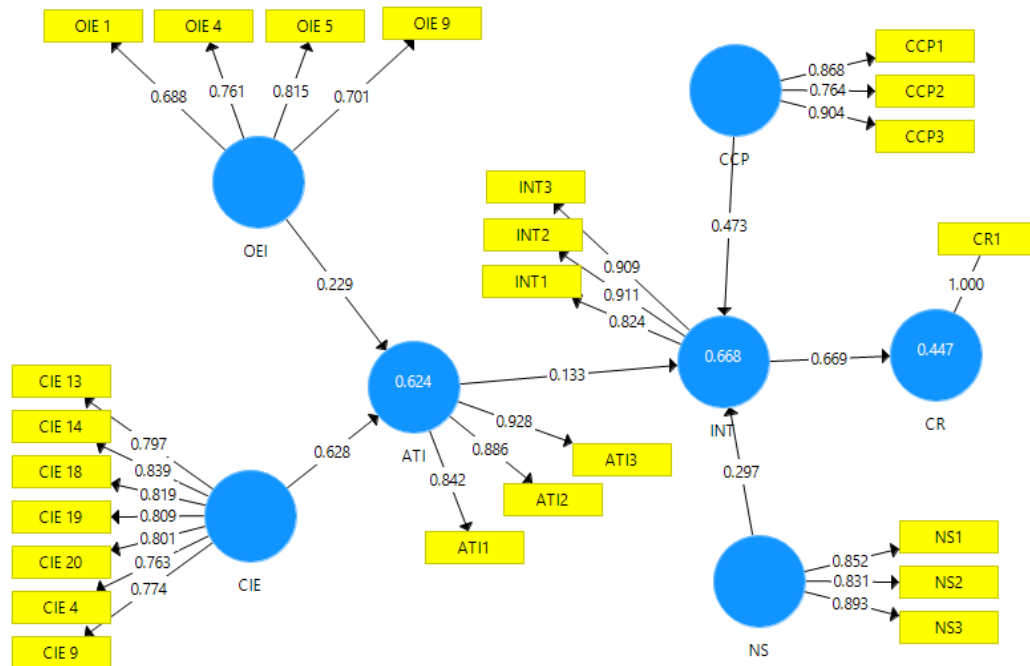 OIE 1
OIE 4
OIE 5
OIE 9
0.688
0.761
0.815
0.701
OEI
0.229
CCP1
CCP2
CCP3
0.868
0.764
0.904
CCP
0.473
INT3
INT2
INT1
0.909
0.911
0.824
CR1
1.000
0.668
INT
0.669
0.447
CR
0.624
ATI
0.133
0.928
0.886
0.842
ATI3
ATI2
ATI1
CIE 13
CIE 14
CIE 18
CIE 19
CIE 20
CIE 4
CIE 9
0.797
0.839
0.819
0.809
0.801
0.763
0.774
CIE
0.628
0.297
0.852
0.831
0.893
NS1
NS2
NS3
NS